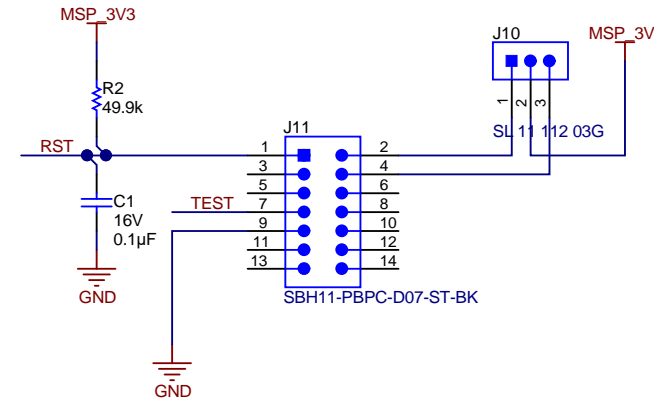 MSP_3V3
R2
49.9k
RST
C1
16V
0.1µF
GND
J11
1 2
3 4
5 6
TEST 7 8
9 10
11 12
13 14
SBH11-PBPC-D07-ST-BK
GND
J10
MSP_3V
1 2 3
SL 11 112 03G